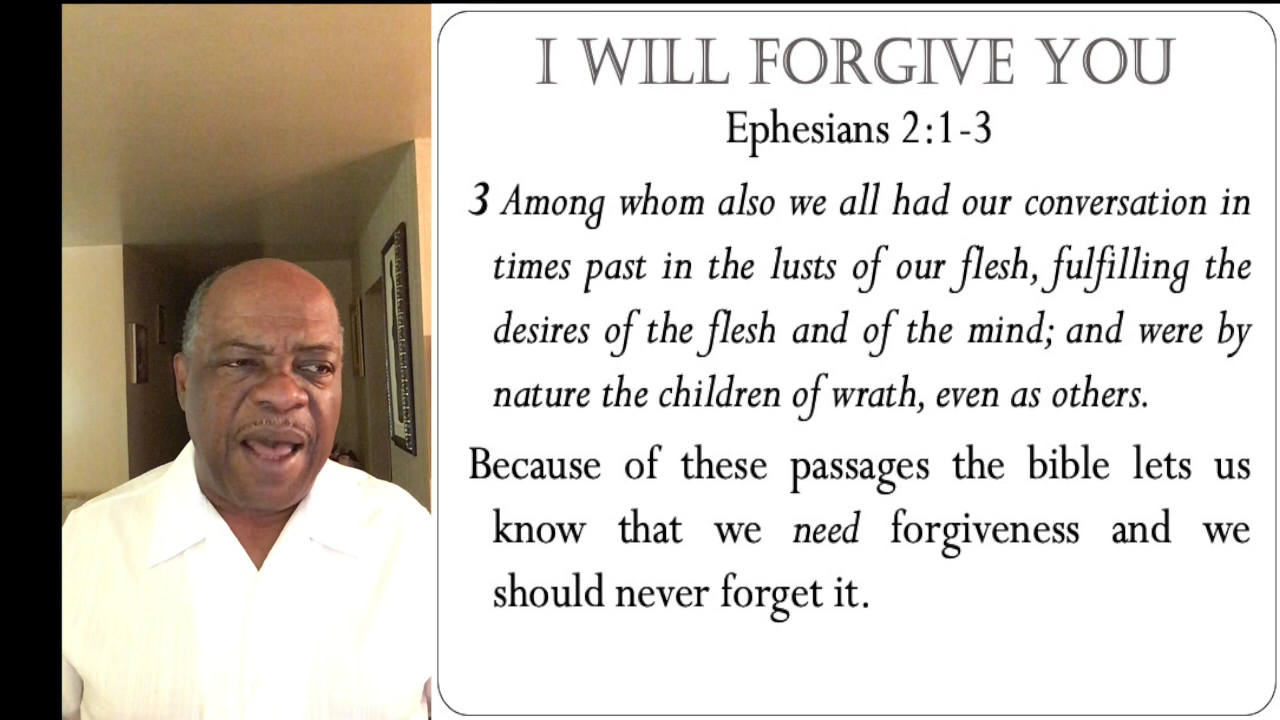 I WILL FORGIVE YOU
Ephesians 2:1-3
3 Among whom also we all had our conversation in
times past in the lusts of our flesh, fulfilling the
desires of the flesh and of the mind; and were by
nature the children of wrath, even as others.
Because of these passages the bible lets us
know that we need forgiveness and we
should never forget it.